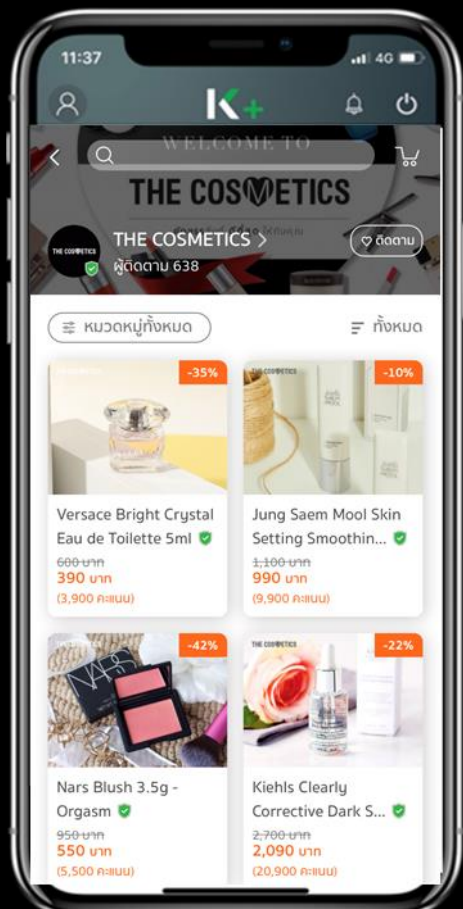 11:37
4G
K+
WELCOME TO
THE COSMETICS
THE COSMETICS
THE COSMETICS >
ติดตาม
ผู้ติดตาม 638
หมวดหมู่ทั้งหมด
ทั้งหมด
THE COSMETICS
-35%
THE COSMETICS
-10%
Versace Bright Crystal
Eau de Toilette 5ml
600 บาท
390 บาท
(3,900 คะแนน)
Jung Saem Mool Skin
Setting Smoothin...
1,100 บาท
990 บาท
(9,900 คะแนน)
-42%
NARS
THE COSMETICS
-22%
Nars Blush 3.5g -
Orgasm
950 บาท
550 บาท
(5,500 คะแนน)
Kiehls Clearly
Corrective Dark S...
2,700 บาท
2,090 บาท
(20,900 คะแนน)